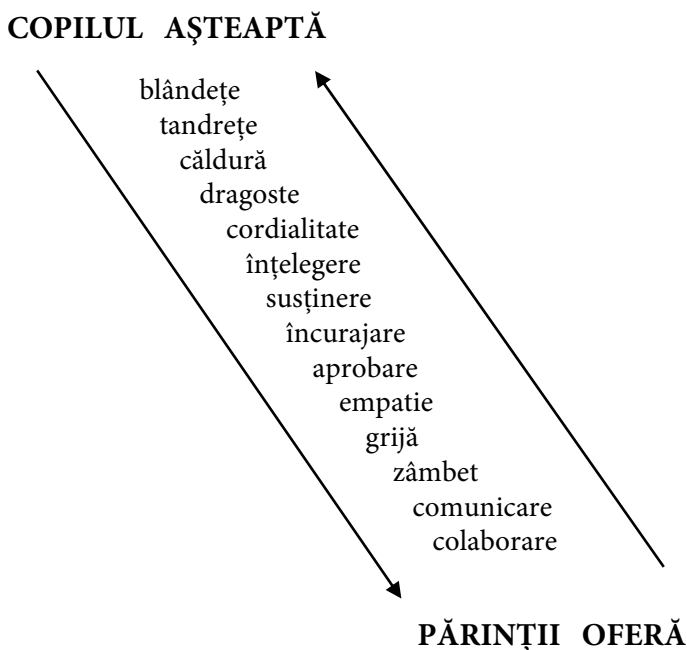 COPILUL AŞTEAPTĂ
blândețe
tandrețe
căldură
dragoste
cordialitate
înțelegere
susținere
încurajare
aprobare
empatie
grijă
zâmbet
comunicare
colaborare
PĂRINȚII OFERĂ